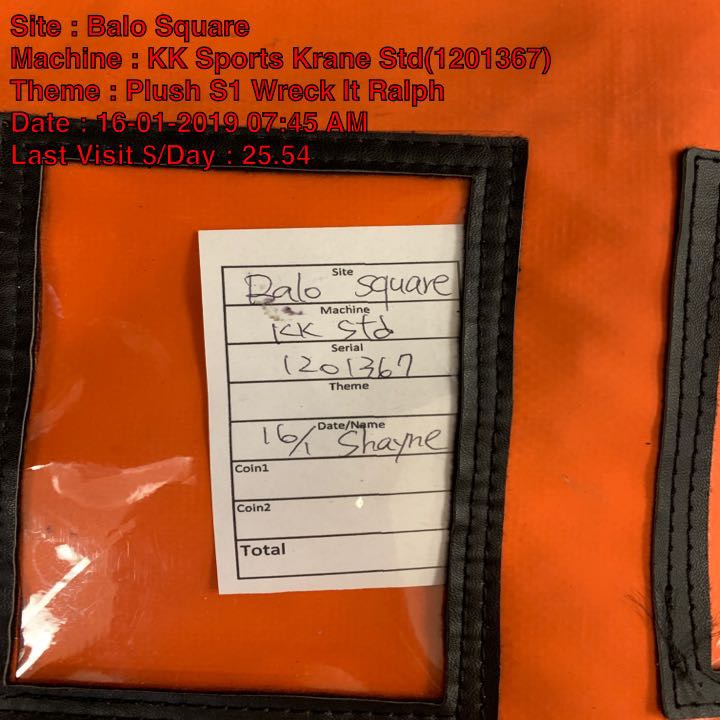 Site : Balo Square
Machine : KK Sports Krane Std(1201367)
Theme : Plush S1 Wreck It Ralph
Date : 16-01-2019 07:45 AM
Last Visit S/Day : 25.54
Site
Balo square
Machine
KK Std
Serial
1201367
Theme
Date/Name
16/1 Shayne
Coin1
Coin2
Total